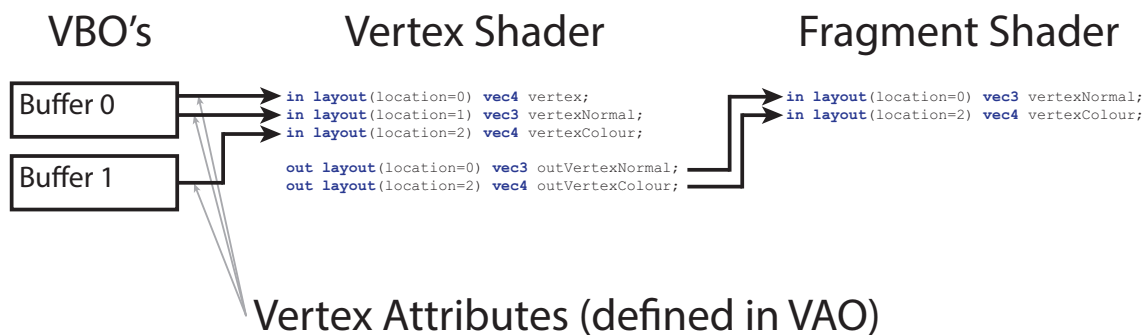 VBO's
Vertex Shader
Fragment Shader
Buffer 0
Buffer 1
in layout(location=0) vec4 vertex;
in layout(location=1) vec3 vertexNormal;
in layout(location=2) vec4 vertexColour;
out layout(location=0) vec3 outVertexNormal;
out layout(location=2) vec4 outVertexColour;
in layout(location=0) vec3 vertexNormal;
in layout(location=2) vec4 vertexColour;
Vertex Attributes (defined in VAO)